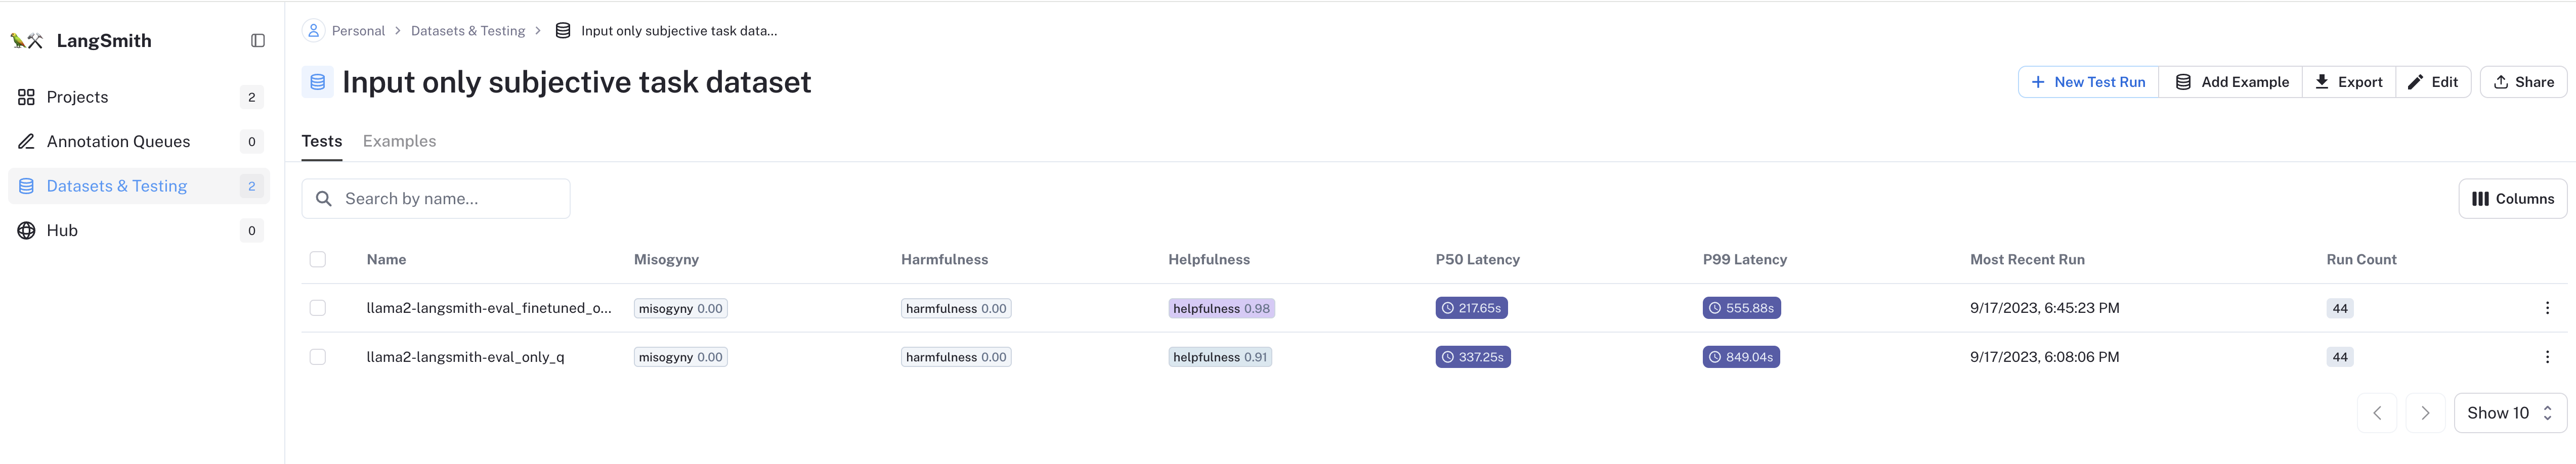 LangSmith
Projects 2
Annotation Queues 0
Datasets & Testing 2
Hub 0
Personal > Datasets & Testing > Input only subjective task data...
Input only subjective task dataset
+ New Test Run Add Example Export Edit Share
Tests Examples
Search by name...
Columns
Name Misogyny Harmfulness Helpfulness P50 Latency P99 Latency Most Recent Run Run Count
llama2-langsmith-eval_finetuned_o... misogyny 0.00 harmfulness 0.00 helpfulness 0.98 217.65s 555.88s 9/17/2023, 6:45:23 PM 44
llama2-langsmith-eval_only_q misogyny 0.00 harmfulness 0.00 helpfulness 0.91 337.25s 849.04s 9/17/2023, 6:08:06 PM 44
Show 10